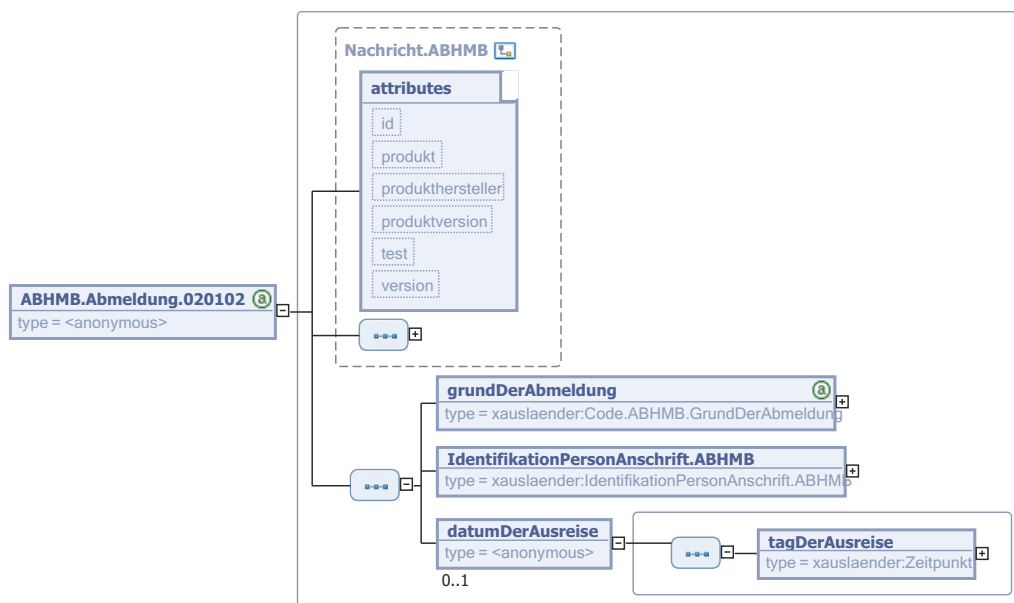 Nachricht.ABHMB
attributes
id
produkt
produkthersteller
produktversion
test
version
ABHMB.Abmeldung.020102 a
type = <anonymous>
grundDerAbmeldung a
type = xauslaender:Code.ABHMB.GrundDerAbmeldung
IdentifikationPersonAnschrift.ABHMB
type = xauslaender:IdentifikationPersonAnschrift.ABHMB
datumDerAusreise
type = <anonymous>
0..1
tagDerAusreise
type = xauslaender:Zeitpunkt